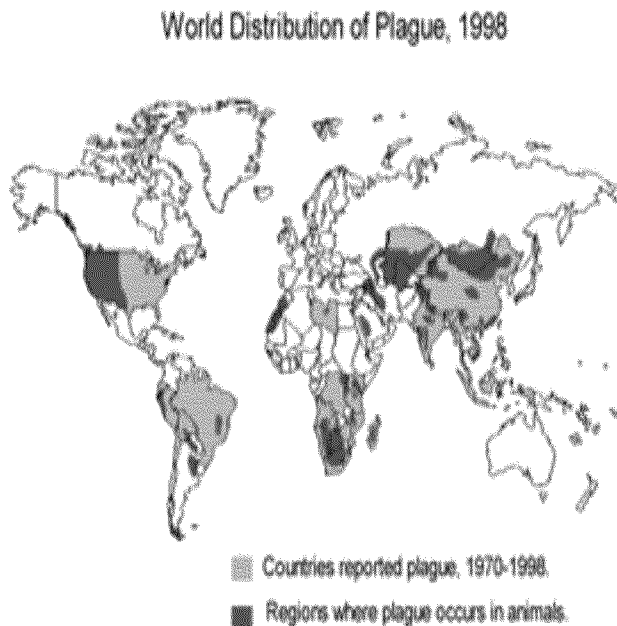 World Distribution of Plague, 1998
Countries reported plague, 1970-1998.
Regions where plague occurs in animals.